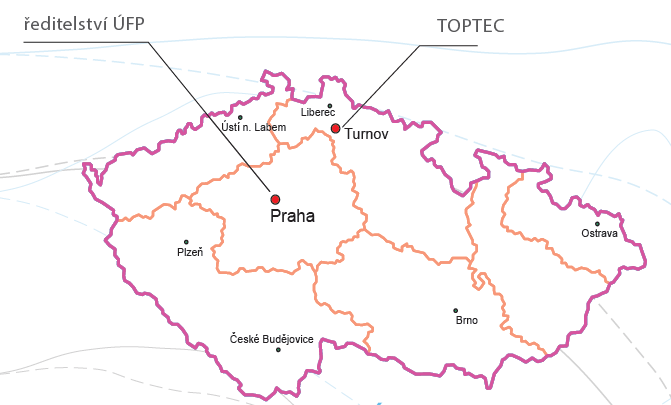 ředitelství ÚFP
TOPTEC
Liberec
Ústí n. Labem
Turnov
Praha
Ostrava
Plzeň
Brno
České Budějovice